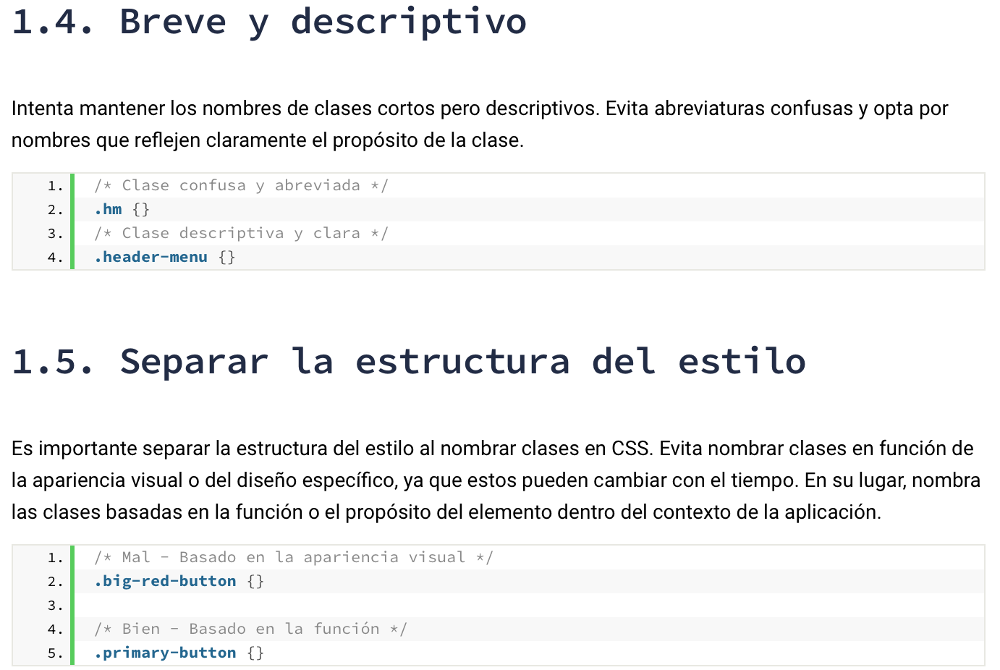 1.4. Breve y descriptivo
Intenta mantener los nombres de clases cortos pero descriptivos. Evita abreviaturas confusas y opta por
nombres que reflejen claramente el propósito de la clase.
1. /* Clase confusa y abreviada */
2. .hm {}
3. /* Clase descriptiva y clara */
4. .header-menu {}
1.5. Separar la estructura del estilo
Es importante separar la estructura del estilo al nombrar clases en CSS. Evita nombrar clases en función de
la apariencia visual o del diseño específico, ya que estos pueden cambiar con el tiempo. En su lugar, nombra
las clases basadas en la función o el propósito del elemento dentro del contexto de la aplicación.
1. /* Mal - Basado en la apariencia visual */
2. .big-red-button {}
3.
4. /* Bien - Basado en la función */
5. .primary-button {}